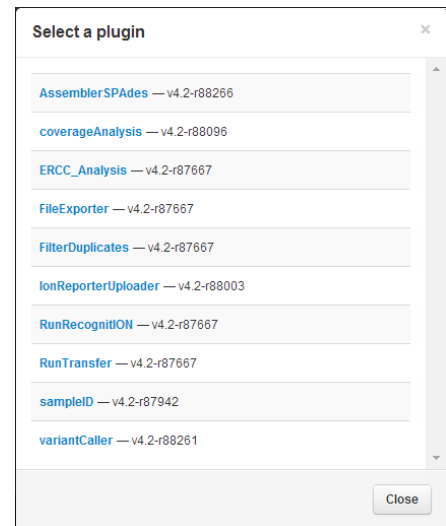 Select a plugin
×
AssemblerSPAdes — v4.2-r88266
coverageAnalysis — v4.2-r88096
ERCC_Analysis — v4.2-r87667
FileExporter — v4.2-r87667
FilterDuplicates — v4.2-r87667
IonReporterUploader — v4.2-r88003
RunRecognitION — v4.2-r87667
RunTransfer — v4.2-r87667
sampleID — v4.2-r87942
variantCaller — v4.2-r88261
Close